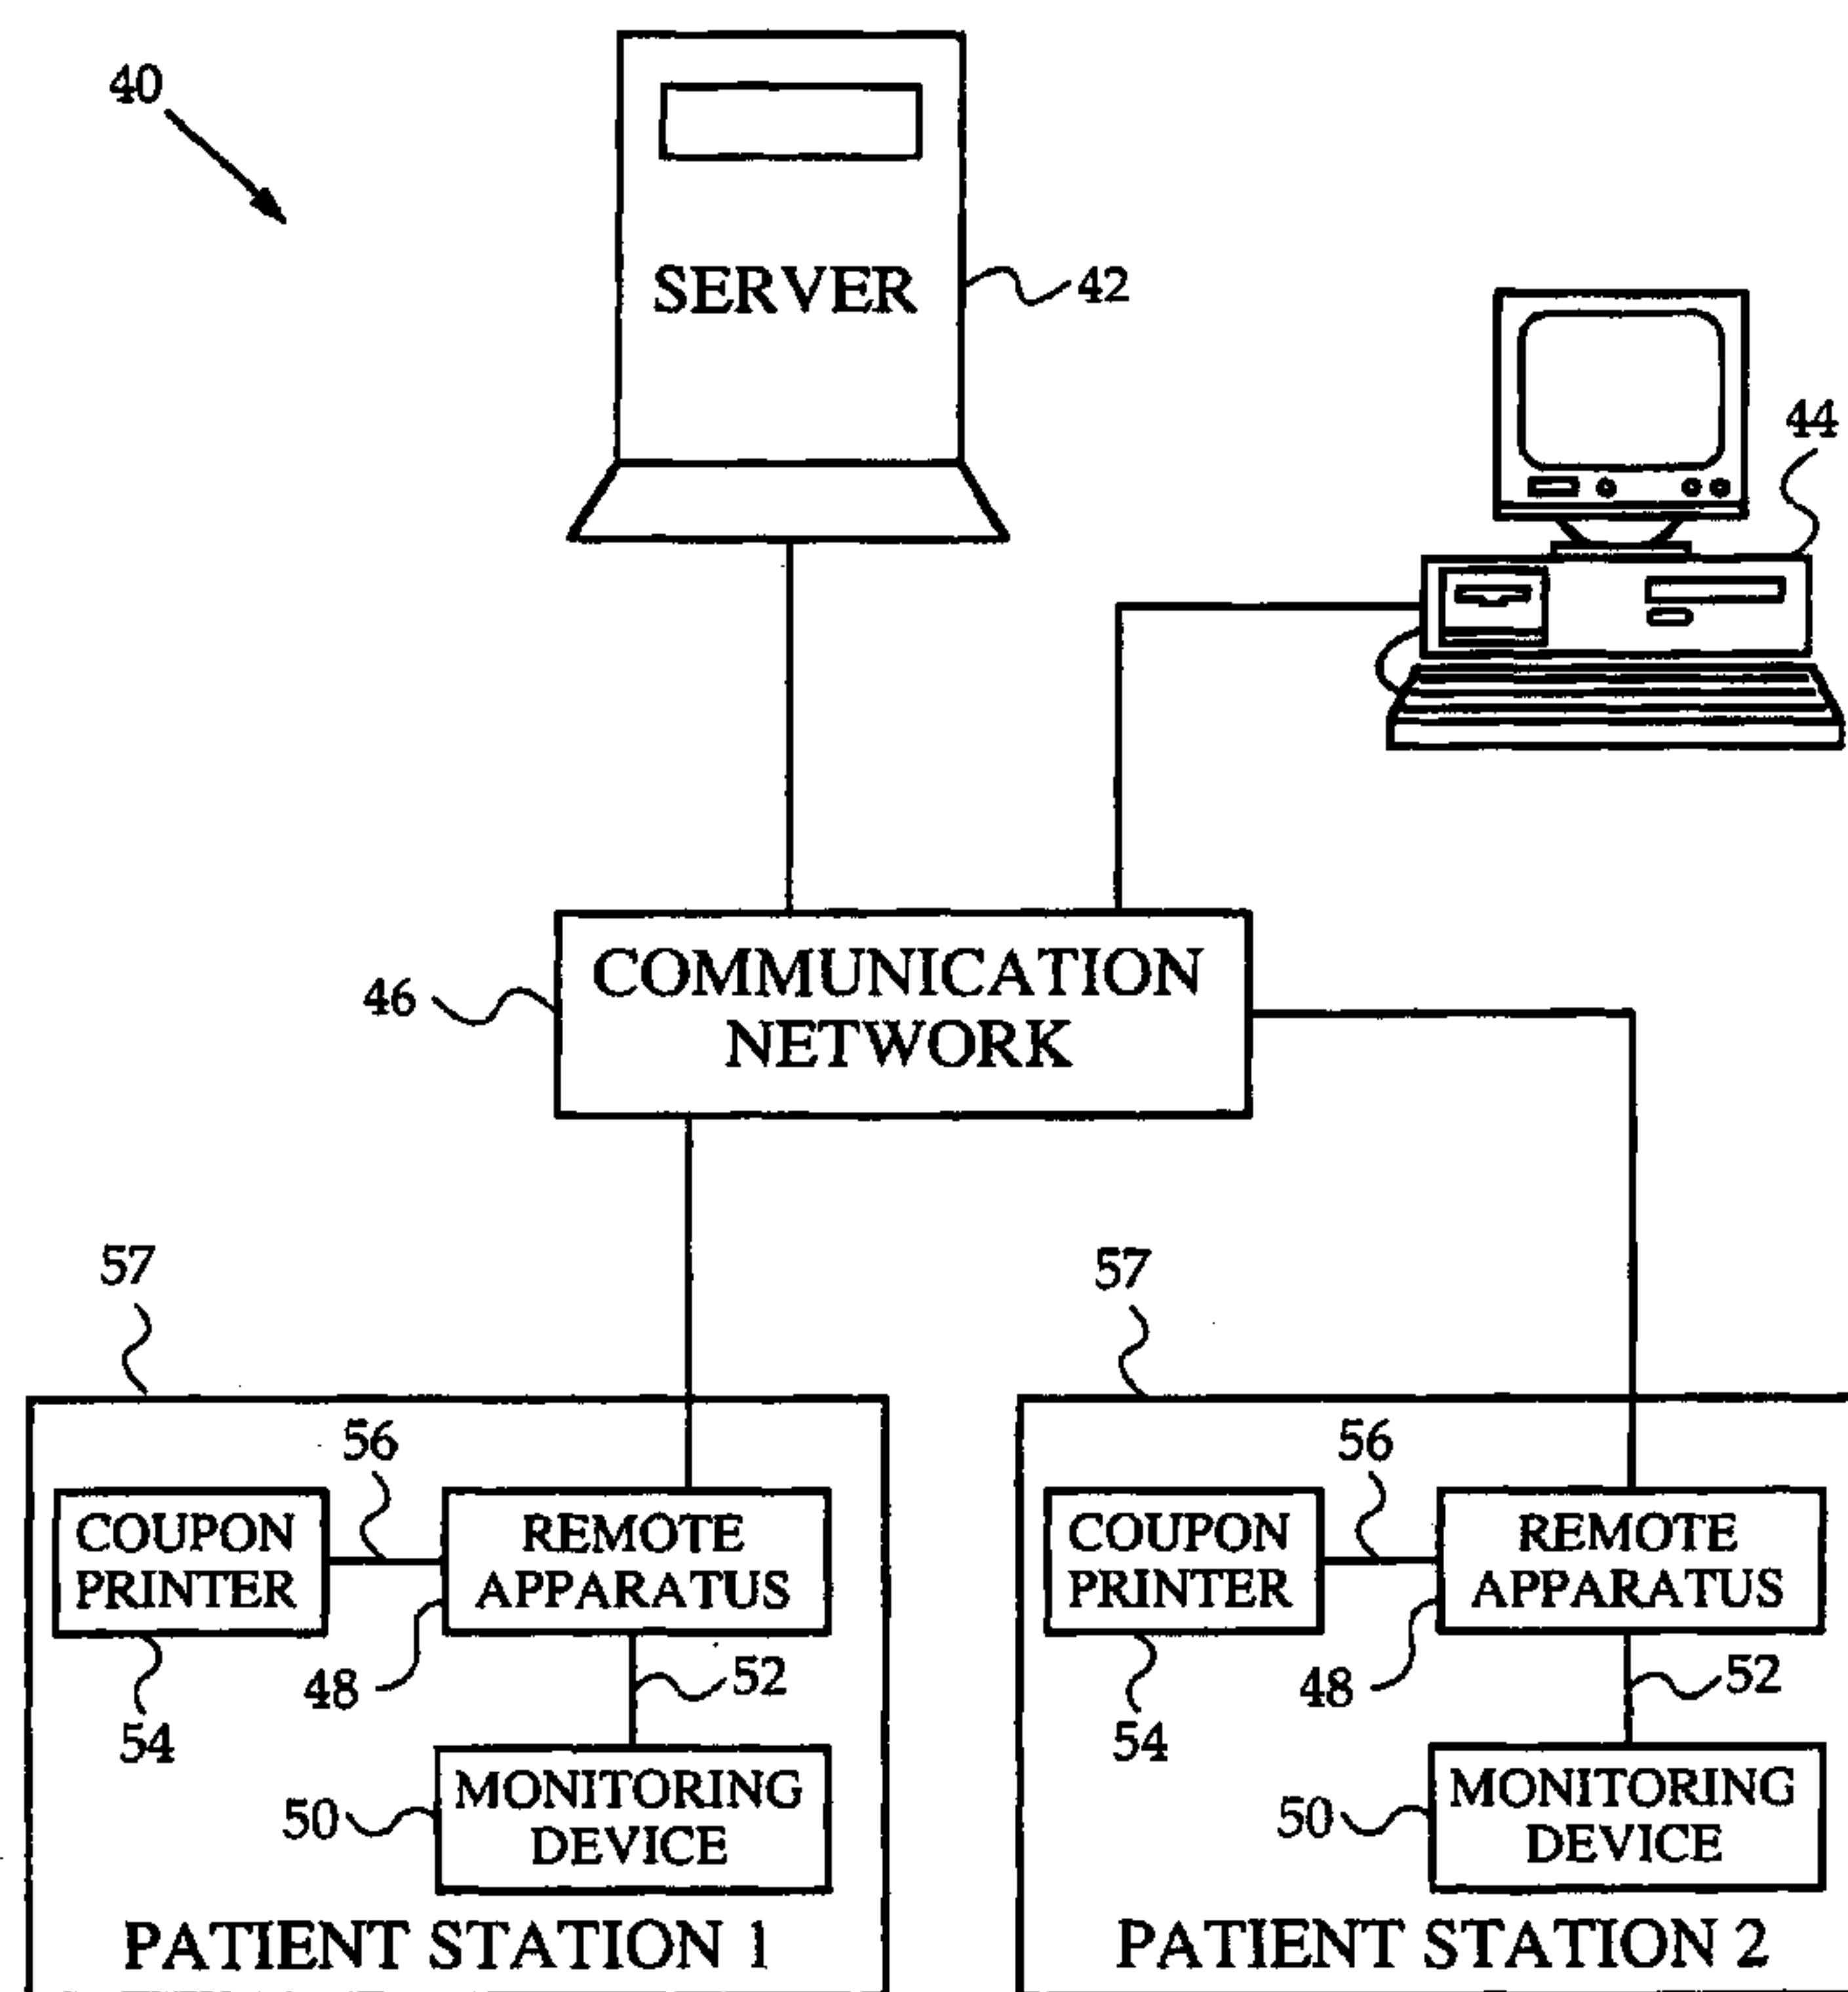 40
SERVER
42
44
46
COMMUNICATION
NETWORK
57
57
56
56
COUPON
PRINTER
REMOTE
APPARATUS
COUPON
PRINTER
REMOTE
APPARATUS
48
52
48
52
54
54
50
MONITORING
DEVICE
50
MONITORING
DEVICE
PATIENT STATION 1
PATIENT STATION 2